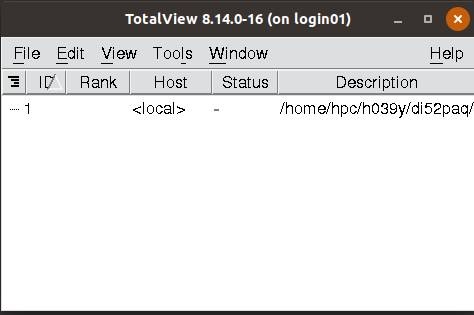 TotalView 8.14.0-16 (on login01)
File Edit View Tools Window Help
ID Rank Host Status Description
1 <local> - /home/hpc/h039y/di52paq/